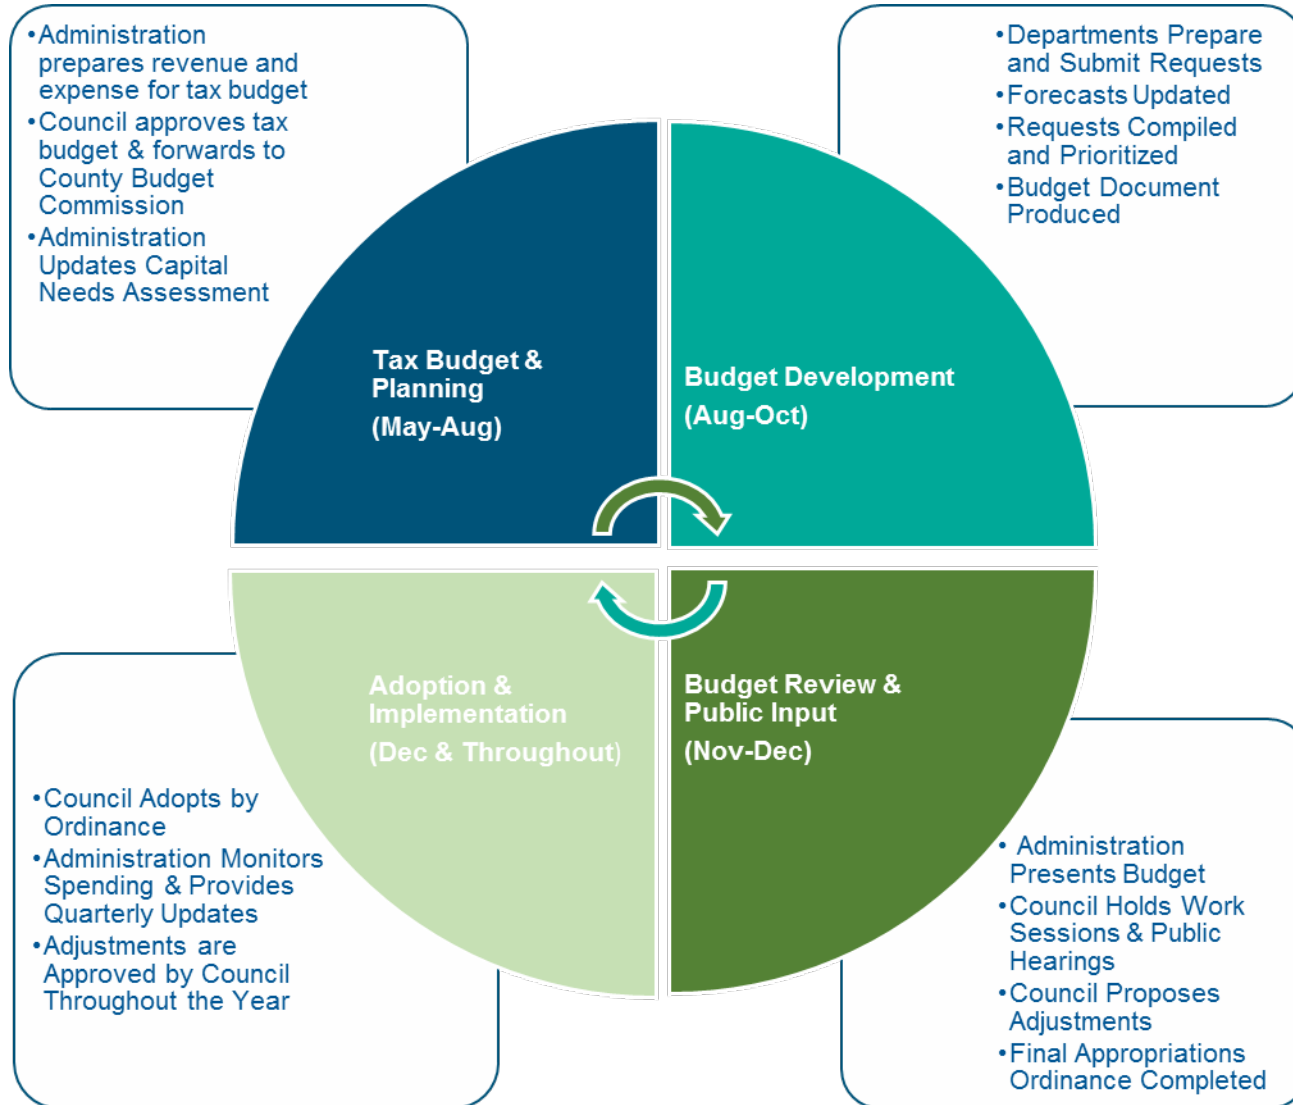 •Administration
prepares revenue and
expense for tax budget
•Council approves tax
budget & forwards to
County Budget
Commission
•Administration
Updates Capital
Needs Assessment
•Departments Prepare
and Submit Requests
•Forecasts Updated
•Requests Compiled
and Prioritized
•Budget Document
Produced
Tax Budget &
Planning
(May-Aug)
Budget Development
(Aug-Oct)
Adoption &
Implementation
(Dec & Throughout)
Budget Review &
Public Input
(Nov-Dec)
•Council Adopts by
Ordinance
•Administration Monitors
Spending & Provides
Quarterly Updates
•Adjustments are
Approved by Council
Throughout the Year
• Administration
Presents Budget
•Council Holds Work
Sessions & Public
Hearings
•Council Proposes
Adjustments
•Final Appropriations
Ordinance Completed